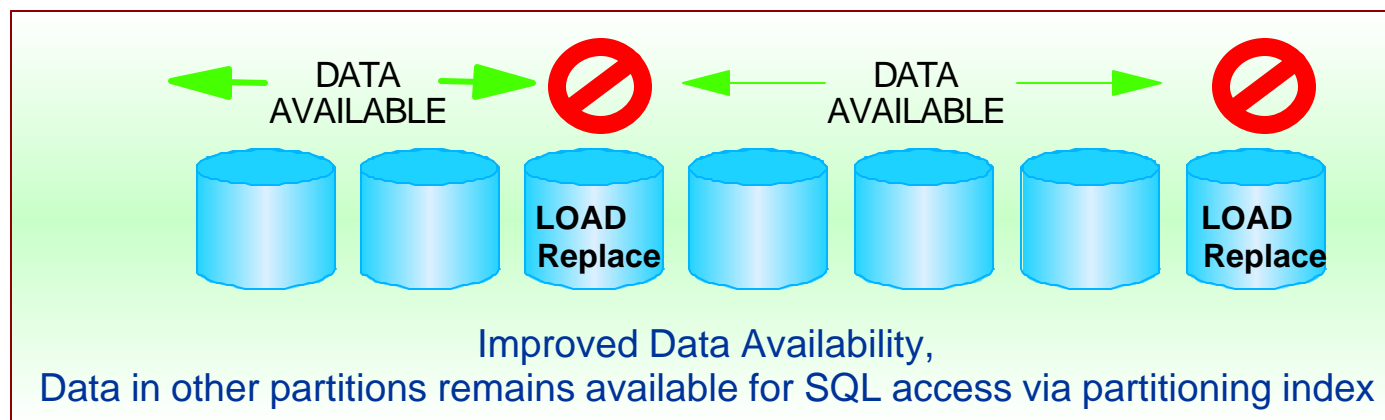 DATA
AVAILABLE
DATA
AVAILABLE
LOAD
Replace
LOAD
Replace
Improved Data Availability,
Data in other partitions remains available for SQL access via partitioning index